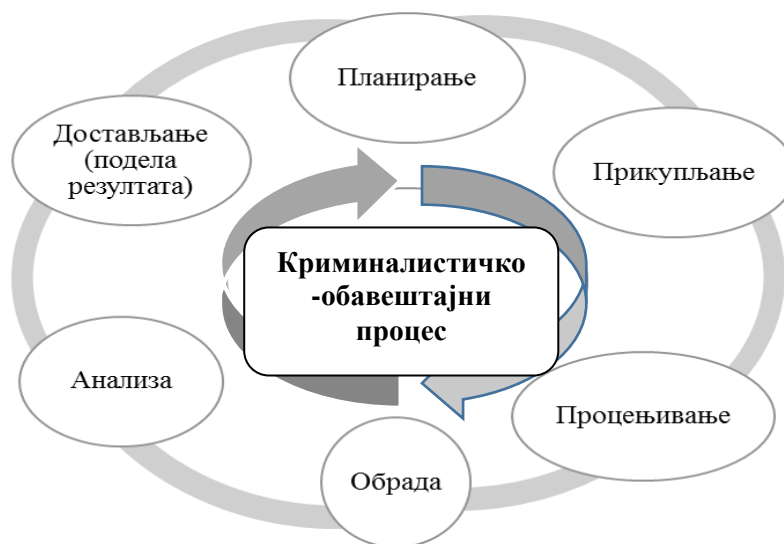 Планирање
Прикупљање
Процењивање
Обрада
Анализа
Достављање
(подела
резултата)
Криминалистичко
-обавештајни
процес